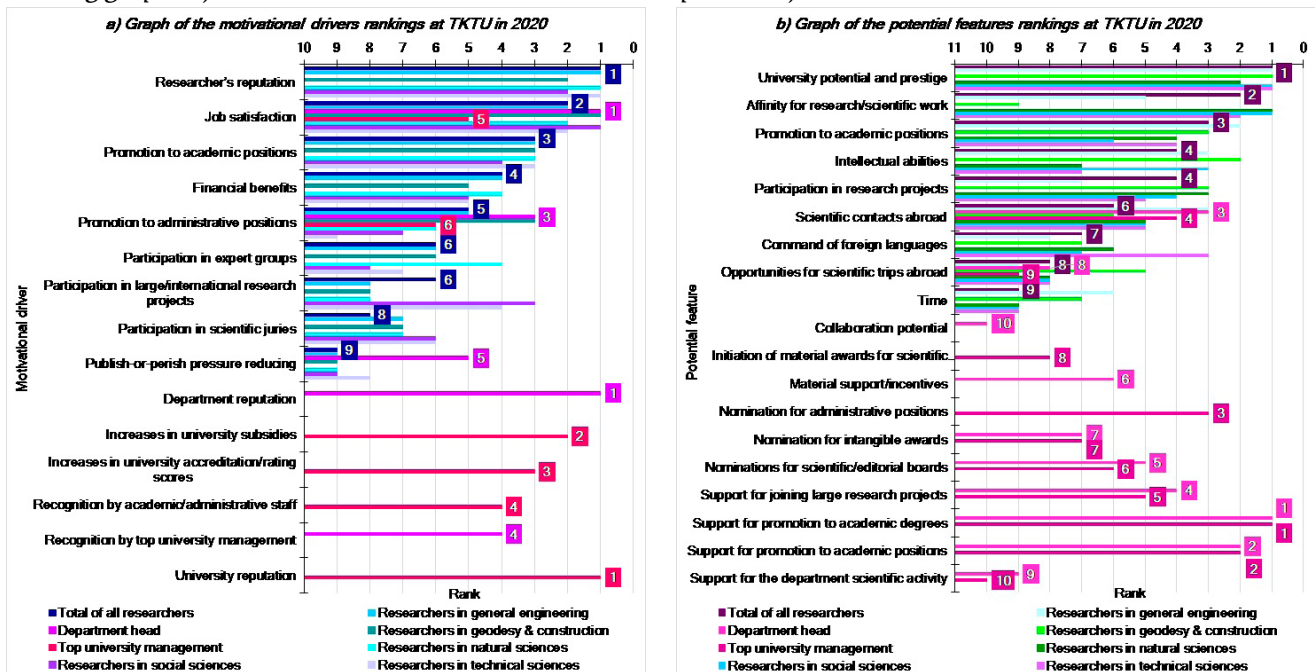 a) Graph of the motivational drivers rankings at TKTU in 2020
10 9 8 7 6 5 4 3 2 1 0
Motivational driver
Researcher's reputation
1
Job satisfaction
2
1
5
Promotion to academic positions
3
Financial benefits
4
Promotion to administrative positions
5
3
6
Participation in expert groups
6
Participation in large/international research
projects
6
Participation in scientific juries
8
Publish-or-perish pressure reducing
9
5
Department reputation
1
Increases in university subsidies
2
Increases in university accreditation/rating
scores
3
Recognition by academic/administrative staff
4
Recognition by top university management
4
University reputation
1
Rank
Total of all researchers
Researchers in general engineering
Department head
Researchers in geodesy & construction
Top university management
Researchers in natural sciences
Researchers in social sciences
Researchers in technical sciences
b) Graph of the potential features rankings at TKTU in 2020
11 10 9 8 7 6 5 4 3 2 1 0
Potential feature
University potential and prestige
1
Affinity for research/scientific work
2
Promotion to academic positions
3
Intellectual abilities
4
Participation in research projects
4
Scientific contacts abroad
6
3
4
Command of foreign languages
7
Opportunities for scientific trips abroad
8
8
9
Time
9
Collaboration potential
10
Initiation of material awards for scientific
8
Material support/incentives
6
Nomination for administrative positions
3
Nomination for intangible awards
7
7
Nominations for scientific/editorial boards
5
6
Support for joining large research projects
4
5
Support for promotion to academic degrees
1
1
Support for promotion to academic positions
2
2
Support for the department scientific activity
9
10
Rank
Total of all researchers
Researchers in general engineering
Department head
Researchers in geodesy & construction
Top university management
Researchers in natural sciences
Researchers in social sciences
Researchers in technical sciences